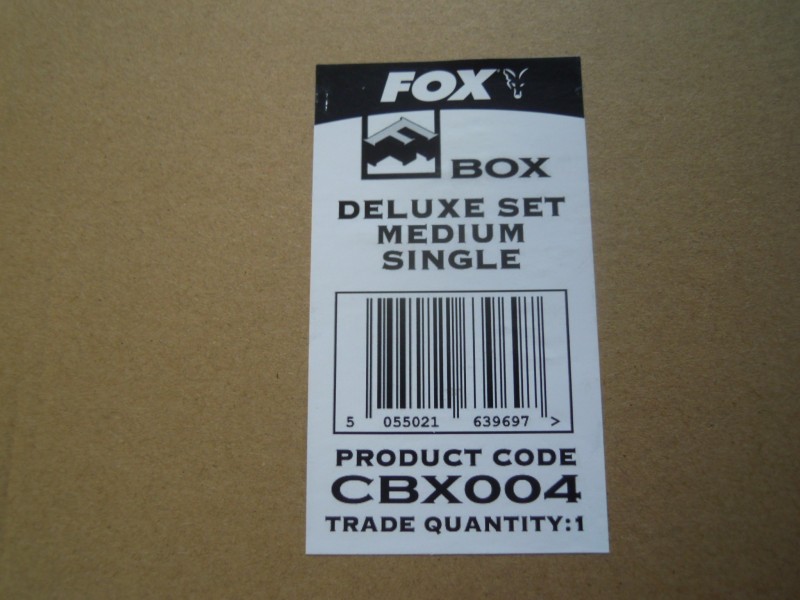 FOX
BOX
DELUXE SET
MEDIUM
SINGLE
5 055021 639697 >
PRODUCT CODE
CBX004
TRADE QUANTITY:1